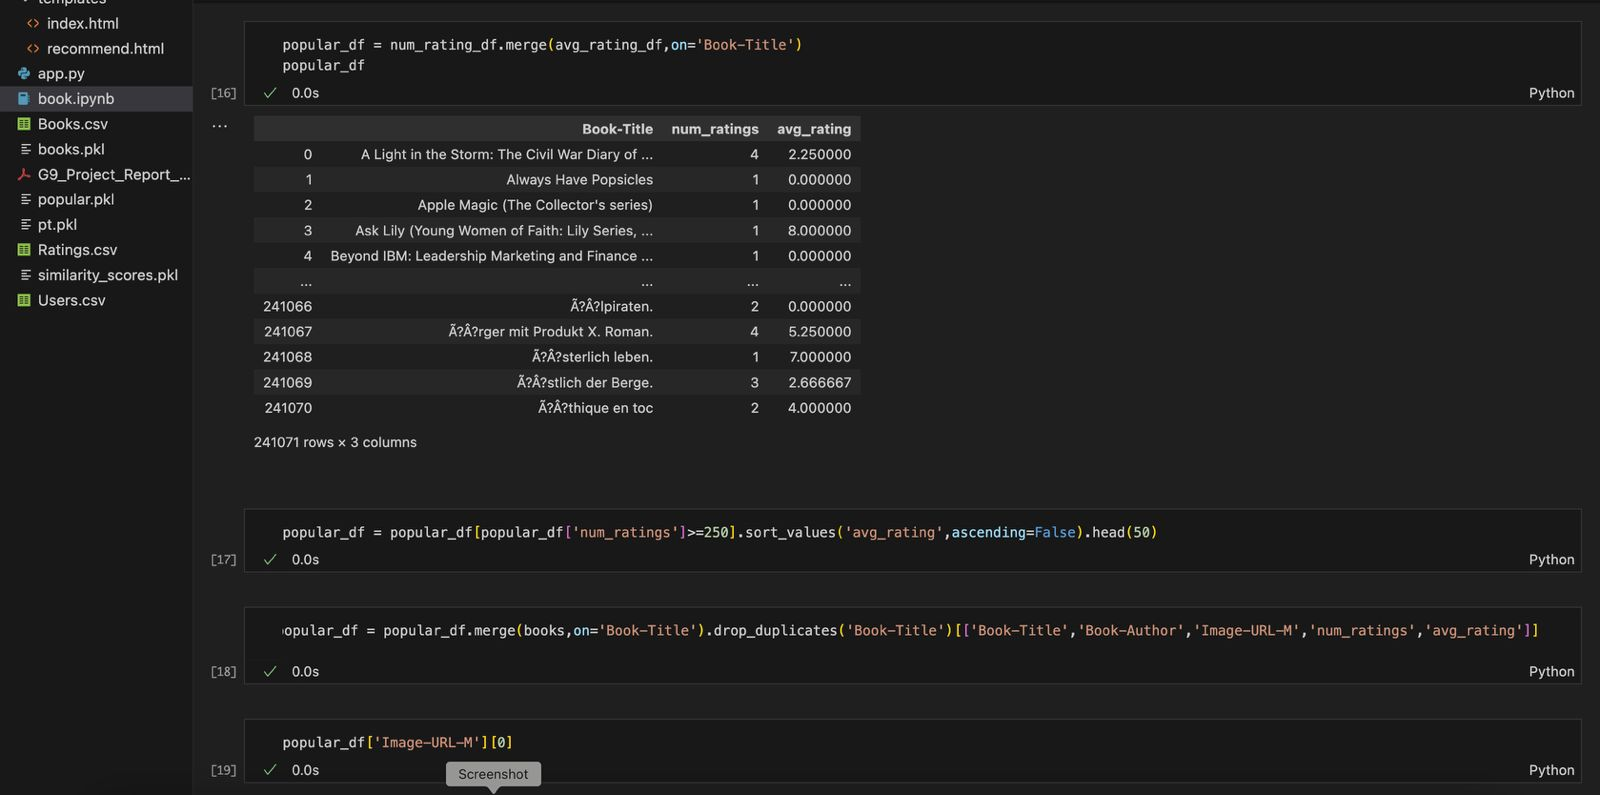 templates
<> index.html
<> recommend.html
app.py
book.ipynb
Books.csv
books.pkl
G9_Project_Report_...
popular.pkl
pt.pkl
Ratings.csv
similarity_scores.pkl
Users.csv
popular_df = num_rating_df.merge(avg_rating_df,on='Book-Title')
popular_df
[16] ✓ 0.0s Python
...
Book-Title num_ratings avg_rating
0 A Light in the Storm: The Civil War Diary of ... 4 2.250000
1 Always Have Popsicles 1 0.000000
2 Apple Magic (The Collector's series) 1 0.000000
3 Ask Lily (Young Women of Faith: Lily Series, ... 1 8.000000
4 Beyond IBM: Leadership Marketing and Finance ... 1 0.000000
... ... ... ...
241066 Ã?Â?lpiraten. 2 0.000000
241067 Ã?Â?rger mit Produkt X. Roman. 4 5.250000
241068 Ã?Â?sterlich leben. 1 7.000000
241069 Ã?Â?stlich der Berge. 3 2.666667
241070 Ã?Â?thique en toc 2 4.000000
241071 rows × 3 columns
popular_df = popular_df[popular_df['num_ratings']>=250].sort_values('avg_rating',ascending=False).head(50)
[17] ✓ 0.0s Python
opular_df = popular_df.merge(books,on='Book-Title').drop_duplicates('Book-Title')[['Book-Title','Book-Author','Image-URL-M','num_ratings','avg_rating']]
[18] ✓ 0.0s Python
popular_df['Image-URL-M'][0]
[19] ✓ 0.0s Python
Screenshot